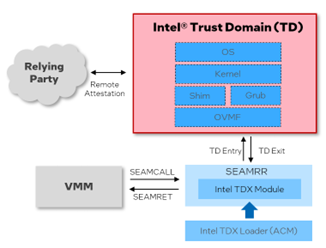 Intel® Trust Domain (TD)
OS
Kernel
Shim
Grub
OVMF
Relying
Party
Remote
Attestation
TD Entry
TD Exit
VMM
SEAMCALL
SEAMRET
SEAMRR
Intel TDX Module
Intel TDX Loader (ACM)